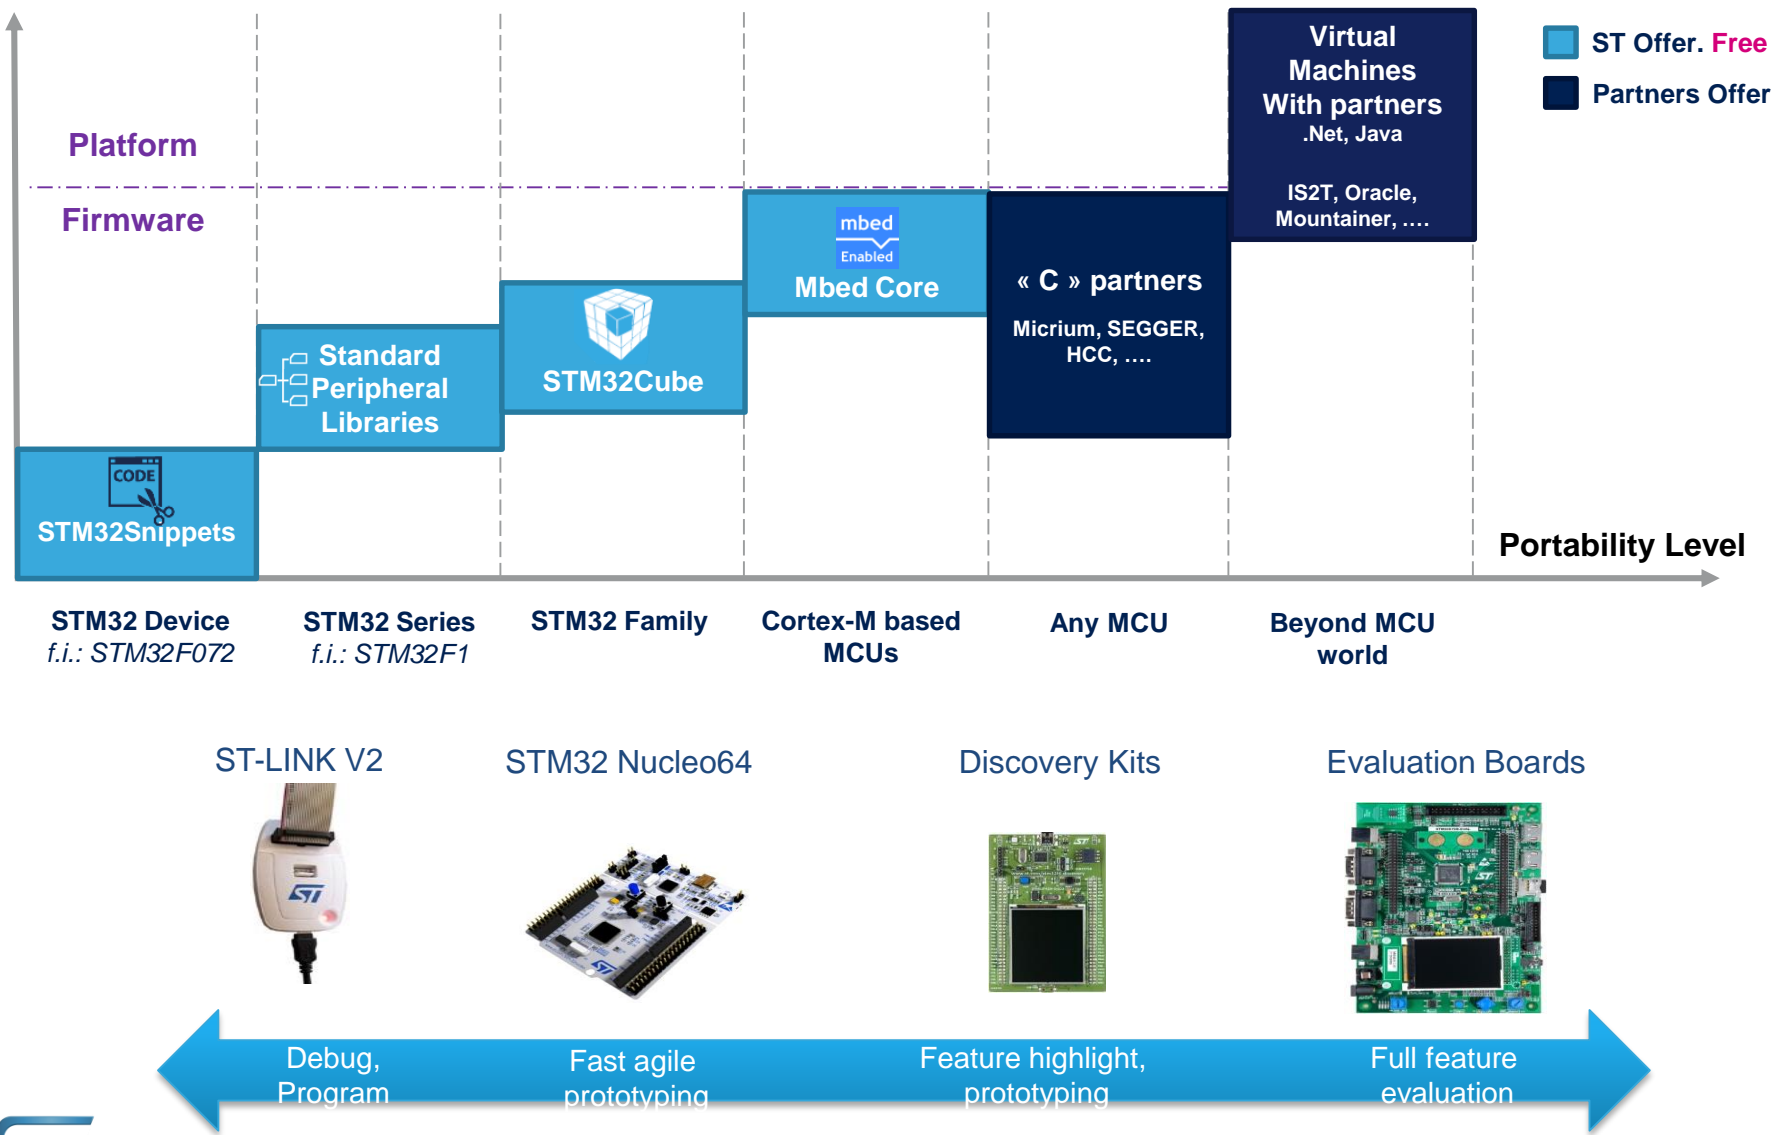 Virtual
Machines
With partners
.Net, Java
IS2T, Oracle,
Mountainer, ….
ST Offer. Free
Partners Offer
Platform
Firmware
mbed
Enabled
Mbed Core
« C » partners
Micrium, SEGGER,
HCC, ….
STM32Cube
Standard
Peripheral
Libraries
CODE
STM32Snippets
Portability Level
STM32 Device
f.i.: STM32F072
STM32 Series
f.i.: STM32F1
STM32 Family
Cortex-M based
MCUs
Any MCU
Beyond MCU
world
ST-LINK V2
STM32 Nucleo64
Discovery Kits
Evaluation Boards
Debug,
Program
Fast agile
prototyping
Feature highlight,
prototyping
Full feature
evaluation